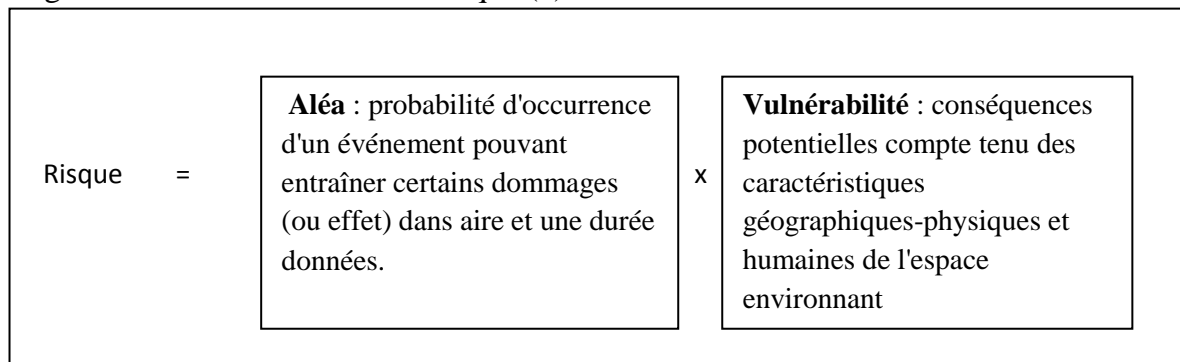 Risque = x
Aléa : probabilité d'occurrence
d'un événement pouvant
entraîner certains dommages
(ou effet) dans aire et une durée
données.
Vulnérabilité : conséquences
potentielles compte tenu des
caractéristiques
géographiques-physiques et
humaines de l'espace
environnant